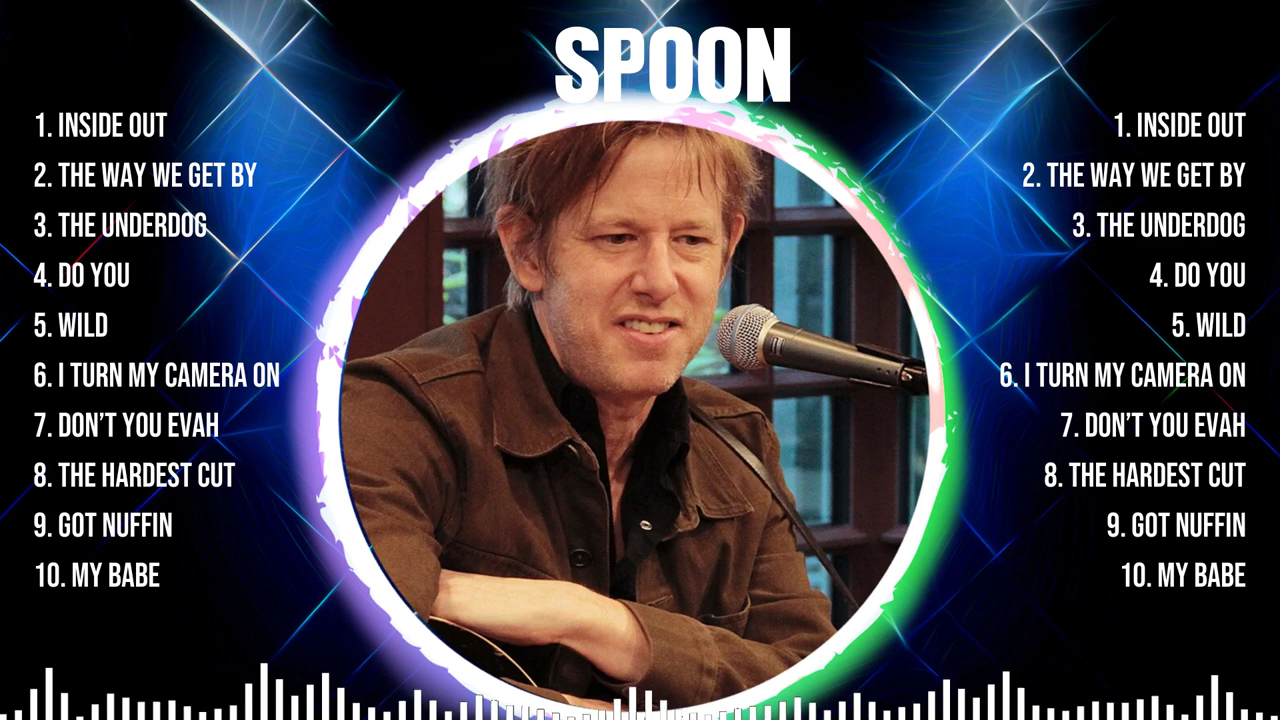 SPOON
1. INSIDE OUT
2. THE WAY WE GET BY
3. THE UNDERDOG
4. DO YOU
5. WILD
6. I TURN MY CAMERA ON
7. DON’T YOU EVAH
8. THE HARDEST CUT
9. GOT NUFFIN
10. MY BABE
1. INSIDE OUT
2. THE WAY WE GET BY
3. THE UNDERDOG
4. DO YOU
5. WILD
6. I TURN MY CAMERA ON
7. DON’T YOU EVAH
8. THE HARDEST CUT
9. GOT NUFFIN
10. MY BABE